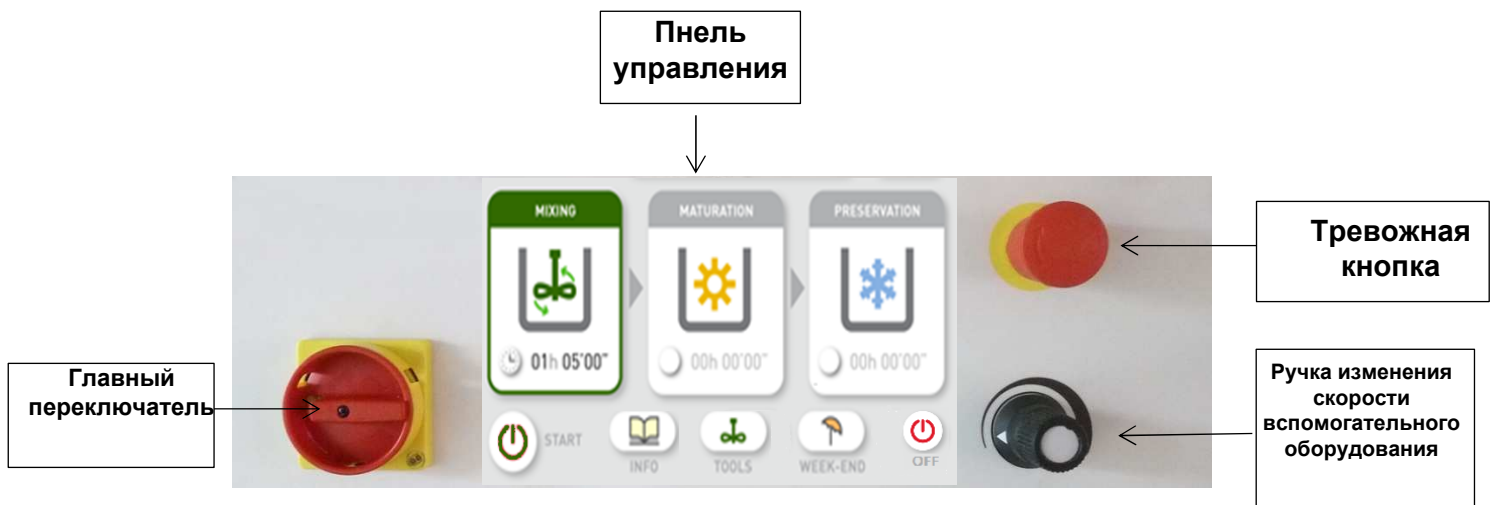 Пнель
управления
MIXING
MATURATION
PRESERVATION
01h 05'00"
00h 00'00"
00h 00'00"
START
INFO
TOOLS
WEEK-END
OFF
Главный
переключатель
Тревожная
кнопка
Ручка изменения
скорости
вспомогательного
оборудования